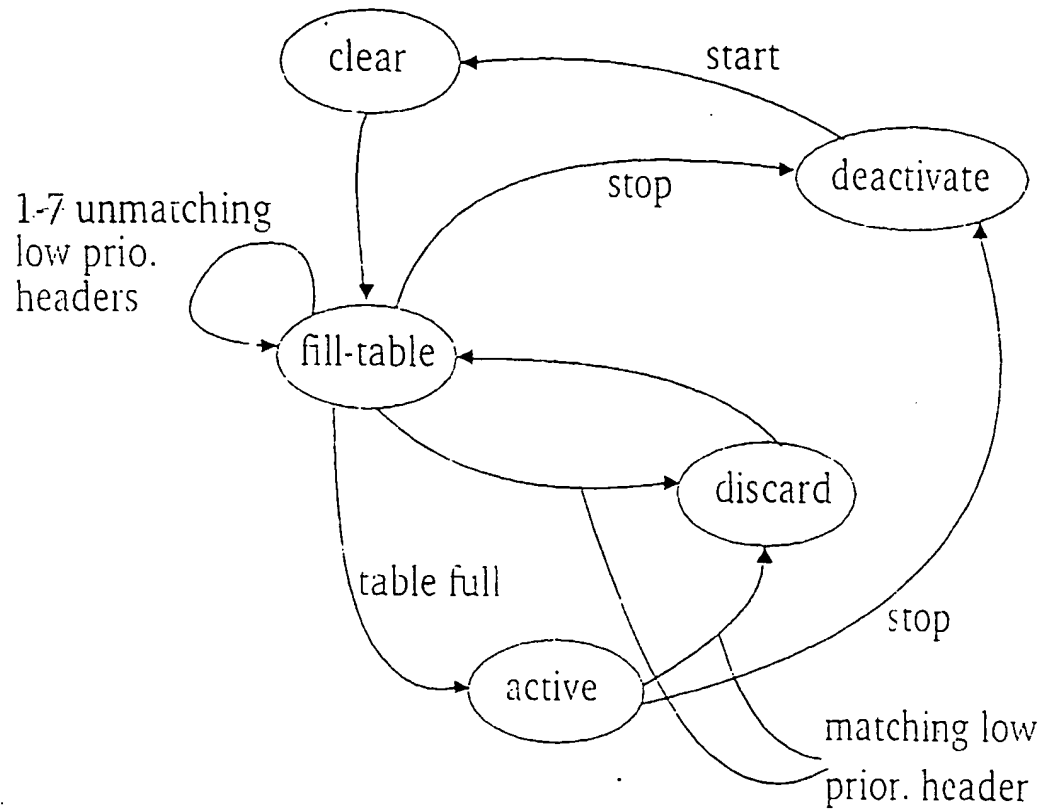 clear
start
deactivate
stop
1-7 unmatching
low prio.
headers
fill-table
discard
table full
stop
active
matching low
prior. header